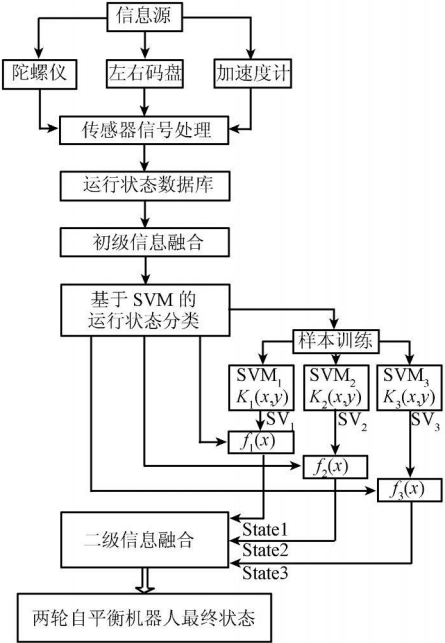 信息源
陀螺仪
左右码盘
加速度计
传感器信号处理
运行状态数据库
初级信息融合
基于 SVM 的
运行状态分类
样本训练
SVM₁
K₁(x,y)
SVM₂
K₂(x,y)
SVM₃
K₃(x,y)
SV₁
SV₂
SV₃
f₁(x)
f₂(x)
f₃(x)
State1
二级信息融合
State2
State3
两轮自平衡机器人最终状态